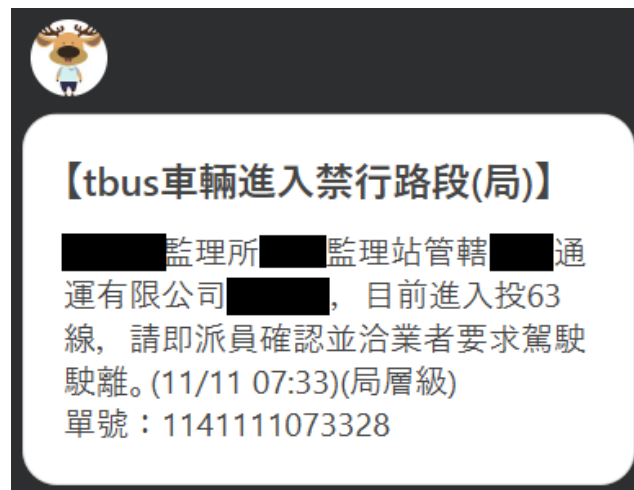 【tbus車輛進入禁行路段(局)】
監理所 監理站管轄 通
運有限公司 ，目前進入投63
線，請即派員確認並洽業者要求駕駛
駛離。(11/11 07:33)(局層級)
單號：1141111073328